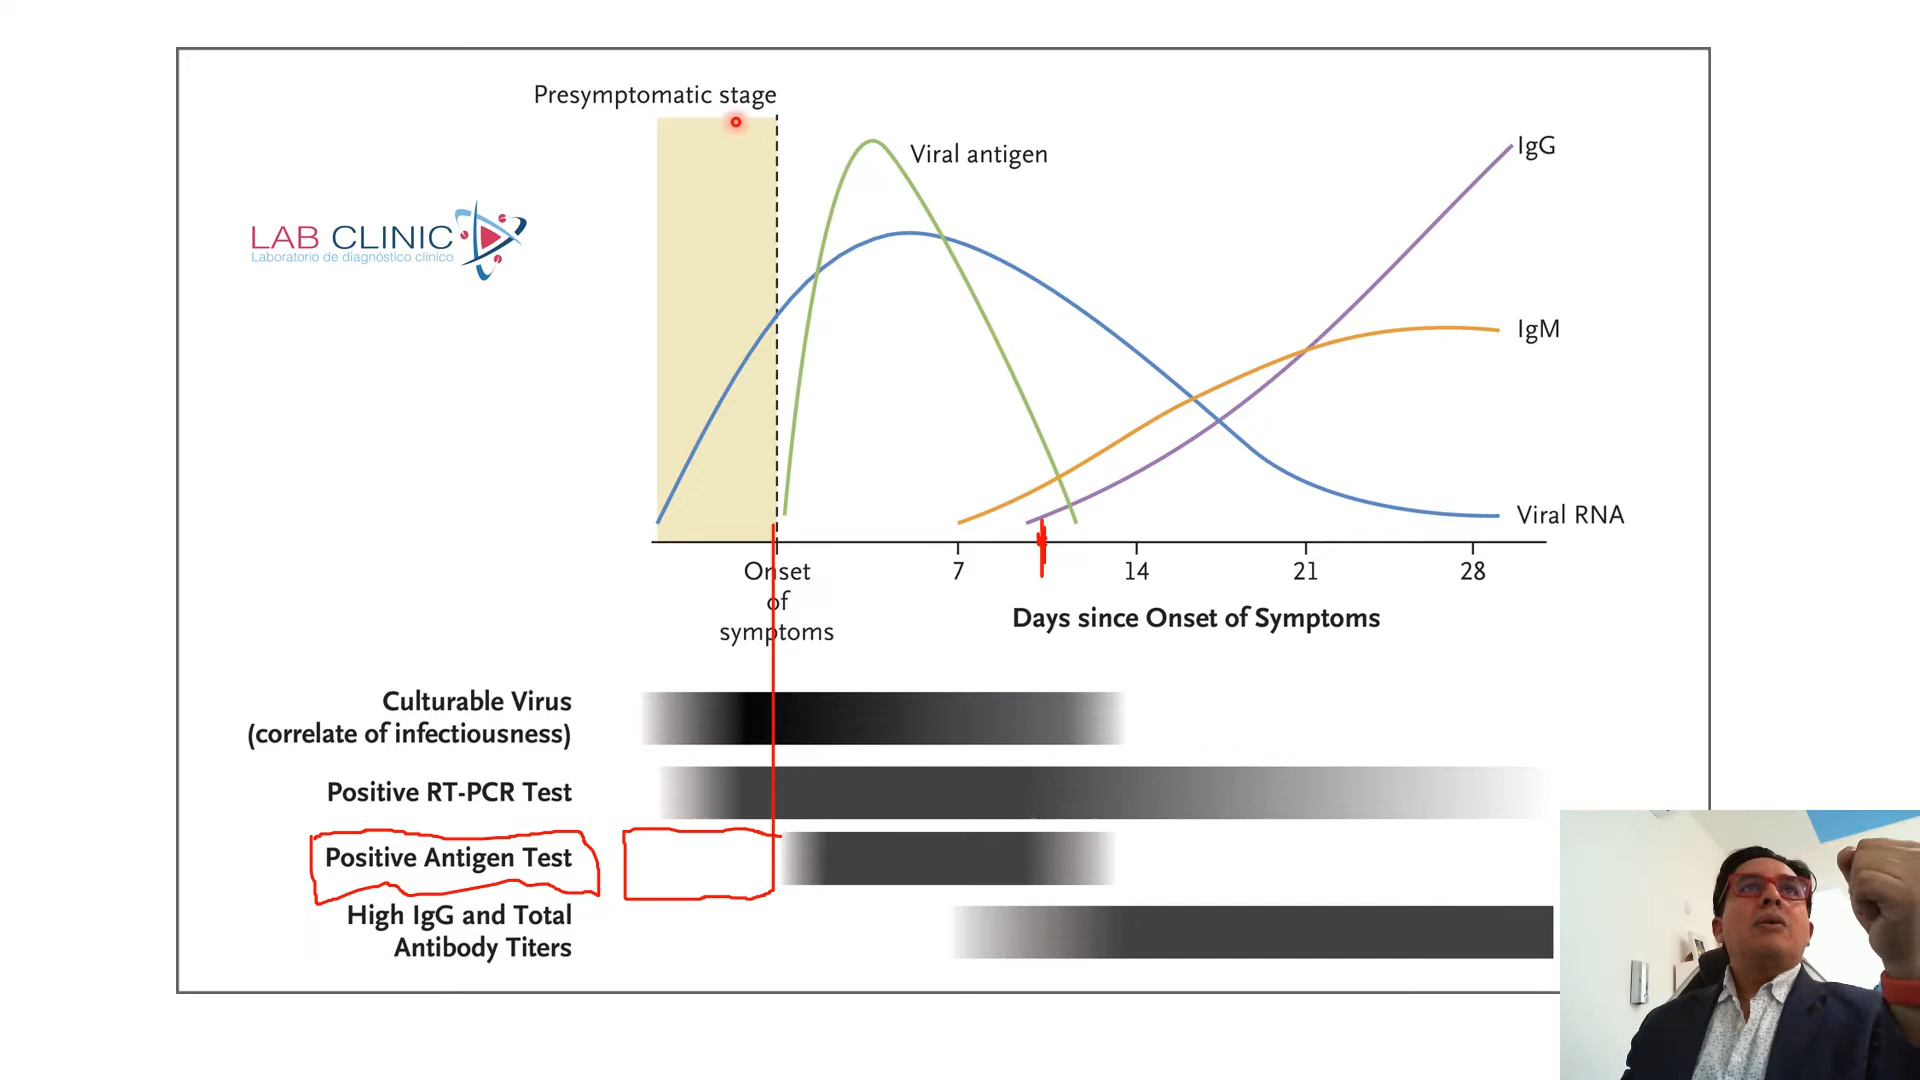 Presymptomatic stage
Viral antigen
IgG
LAB CLINIC
Laboratorio de diagnóstico clínico
IgM
Viral RNA
Onset
of
symptoms
7
14
21
28
Days since Onset of Symptoms
Culturable Virus
(correlate of infectiousness)
Positive RT-PCR Test
Positive Antigen Test
High IgG and Total
Antibody Titers